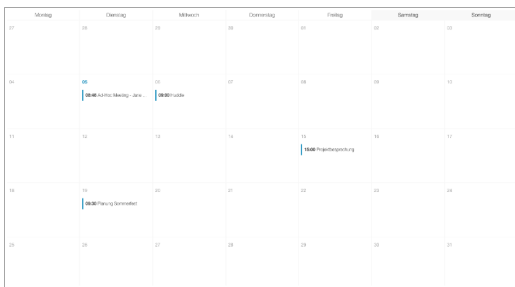 Montag Dienstag Mittwoch Donnerstag Freitag Samstag Sonntag
27 28 29 30 01 02 03
04 05 06 07 08 09 10
08:45 Ad-Hoc Meeting - Jane ... 09:00 Huddle
11 12 13 14 15 16 17
15:00 Projektbesprechung
18 19 20 21 22 23 24
09:30 Planung Sommerfest
25 26 27 28 29 30 31